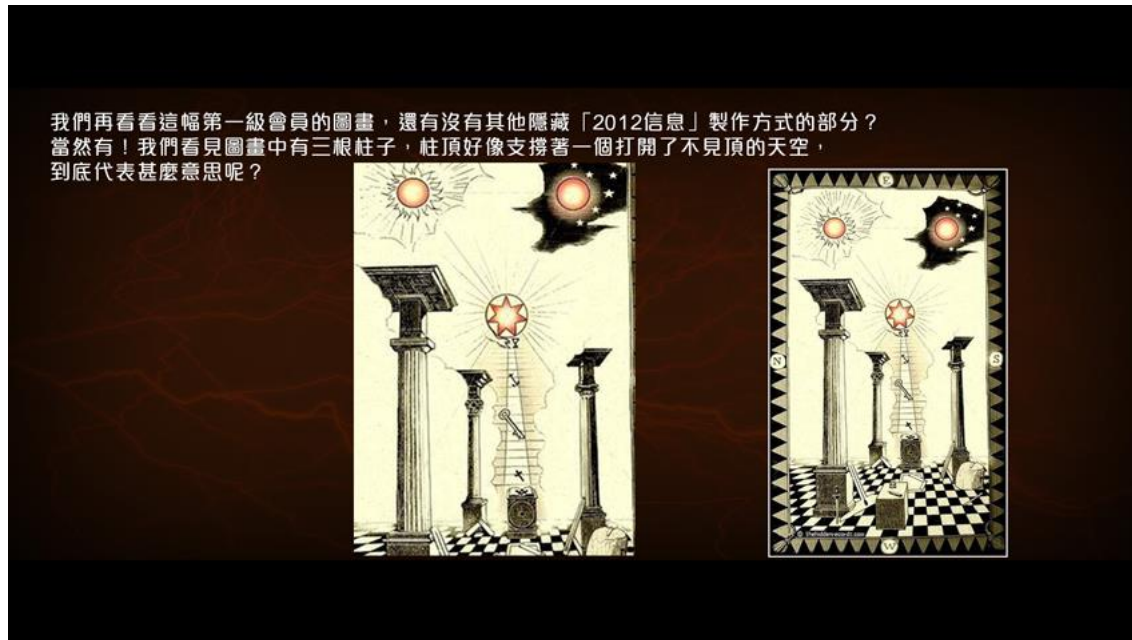 我們再看看這幅第一級會員的圖畫，還有沒有其他隱藏「2012信息」製作方式的部分？
當然有！我們看見圖畫中有三根柱子，柱頂好像支撐著一個打開了不見頂的天空，
到底代表甚麼意思呢？
E
N
S
W